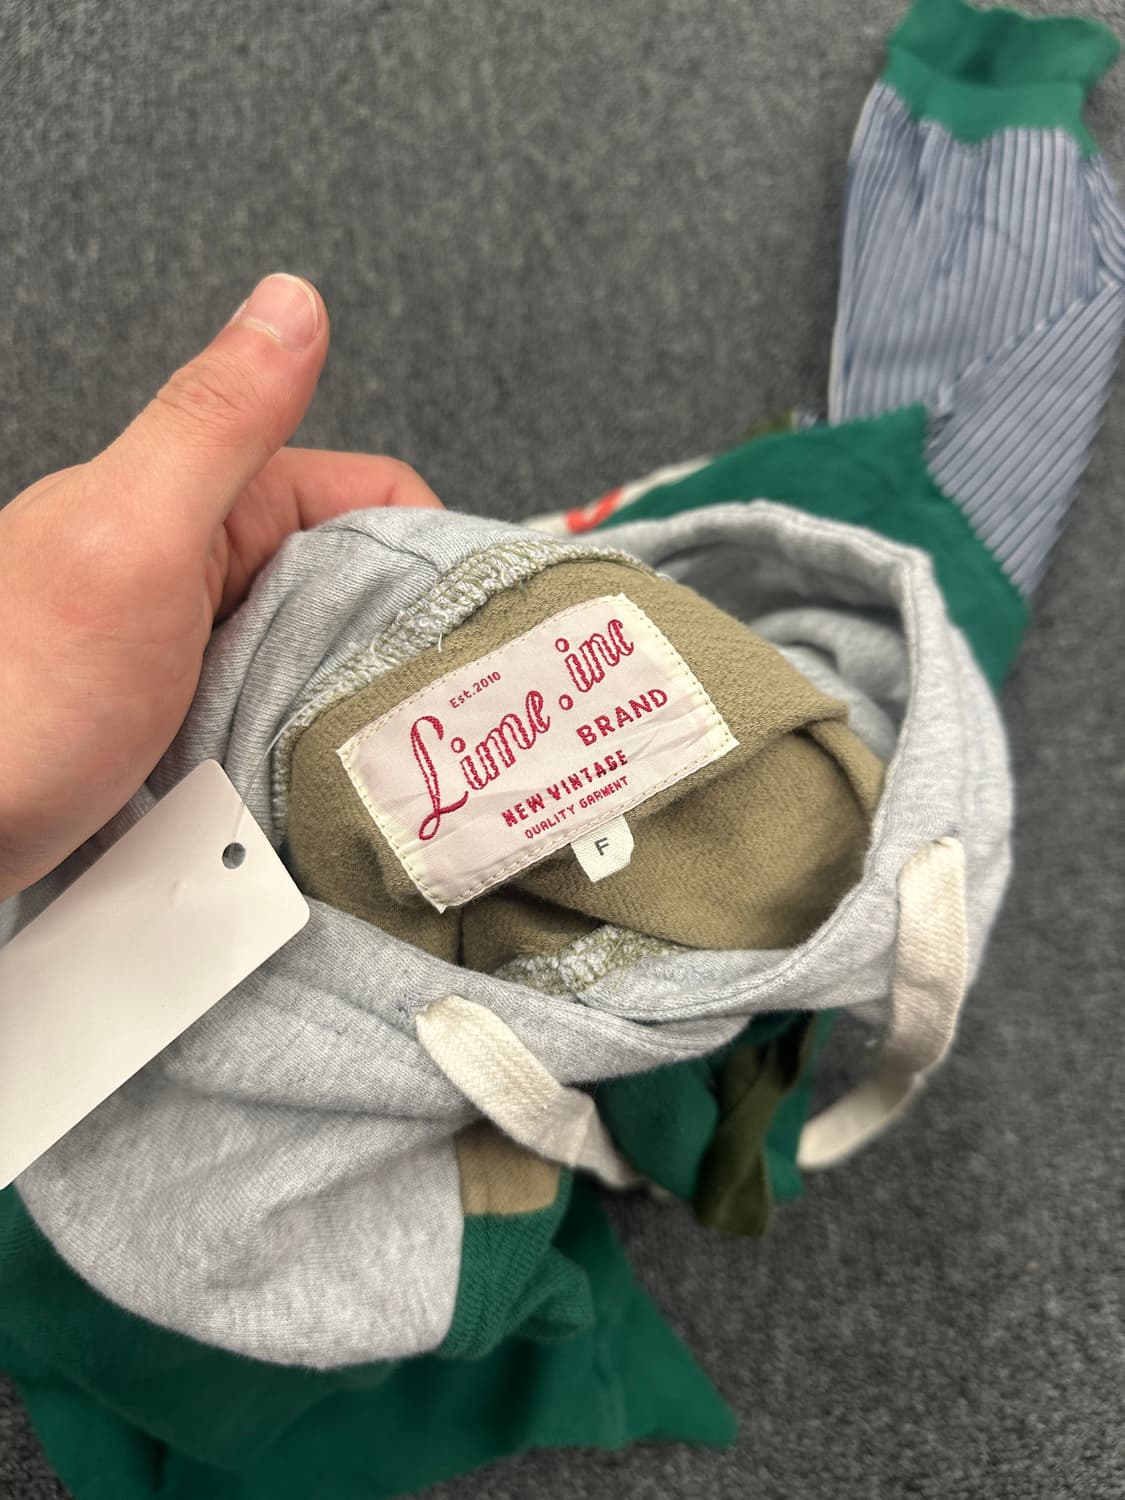 Est.2010
Lime.inc
BRAND
NEW VINTAGE
QUALITY GARMENT
F